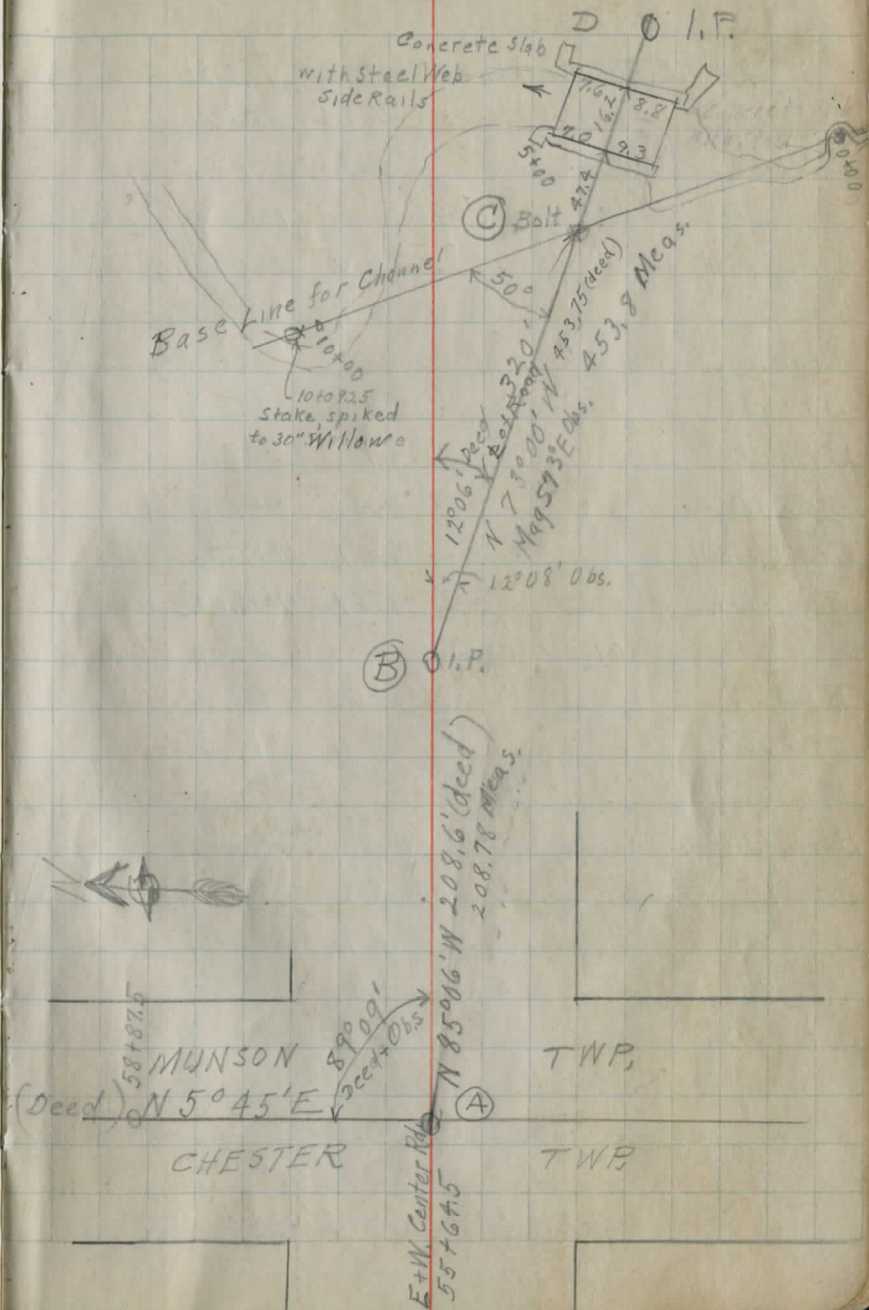 D I.P.
Concrete Slab
with Steel Web
Side Rails
7.6
8.8
16.2
7.0
9.3
5+00
0+00
47.4
C Bolt
50°
Base Line for Channel
10+00
10+09.25
Stake, spiked
to 30" Willow
453.75 (deed)
453.8 Meas.
320'
N 73°00' W
Mag S 73° E Obs.
12°06' Deed
12°08' Obs.
B I.P.
N 85°06' W 208.6' (deed)
208.78 Meas.
N
58+87.5
89°09'
Deed + Obs.
MUNSON TWP.
(Deed) N 5°45' E
A
CHESTER TWP.
E+W. Center Rd.
55+64.5